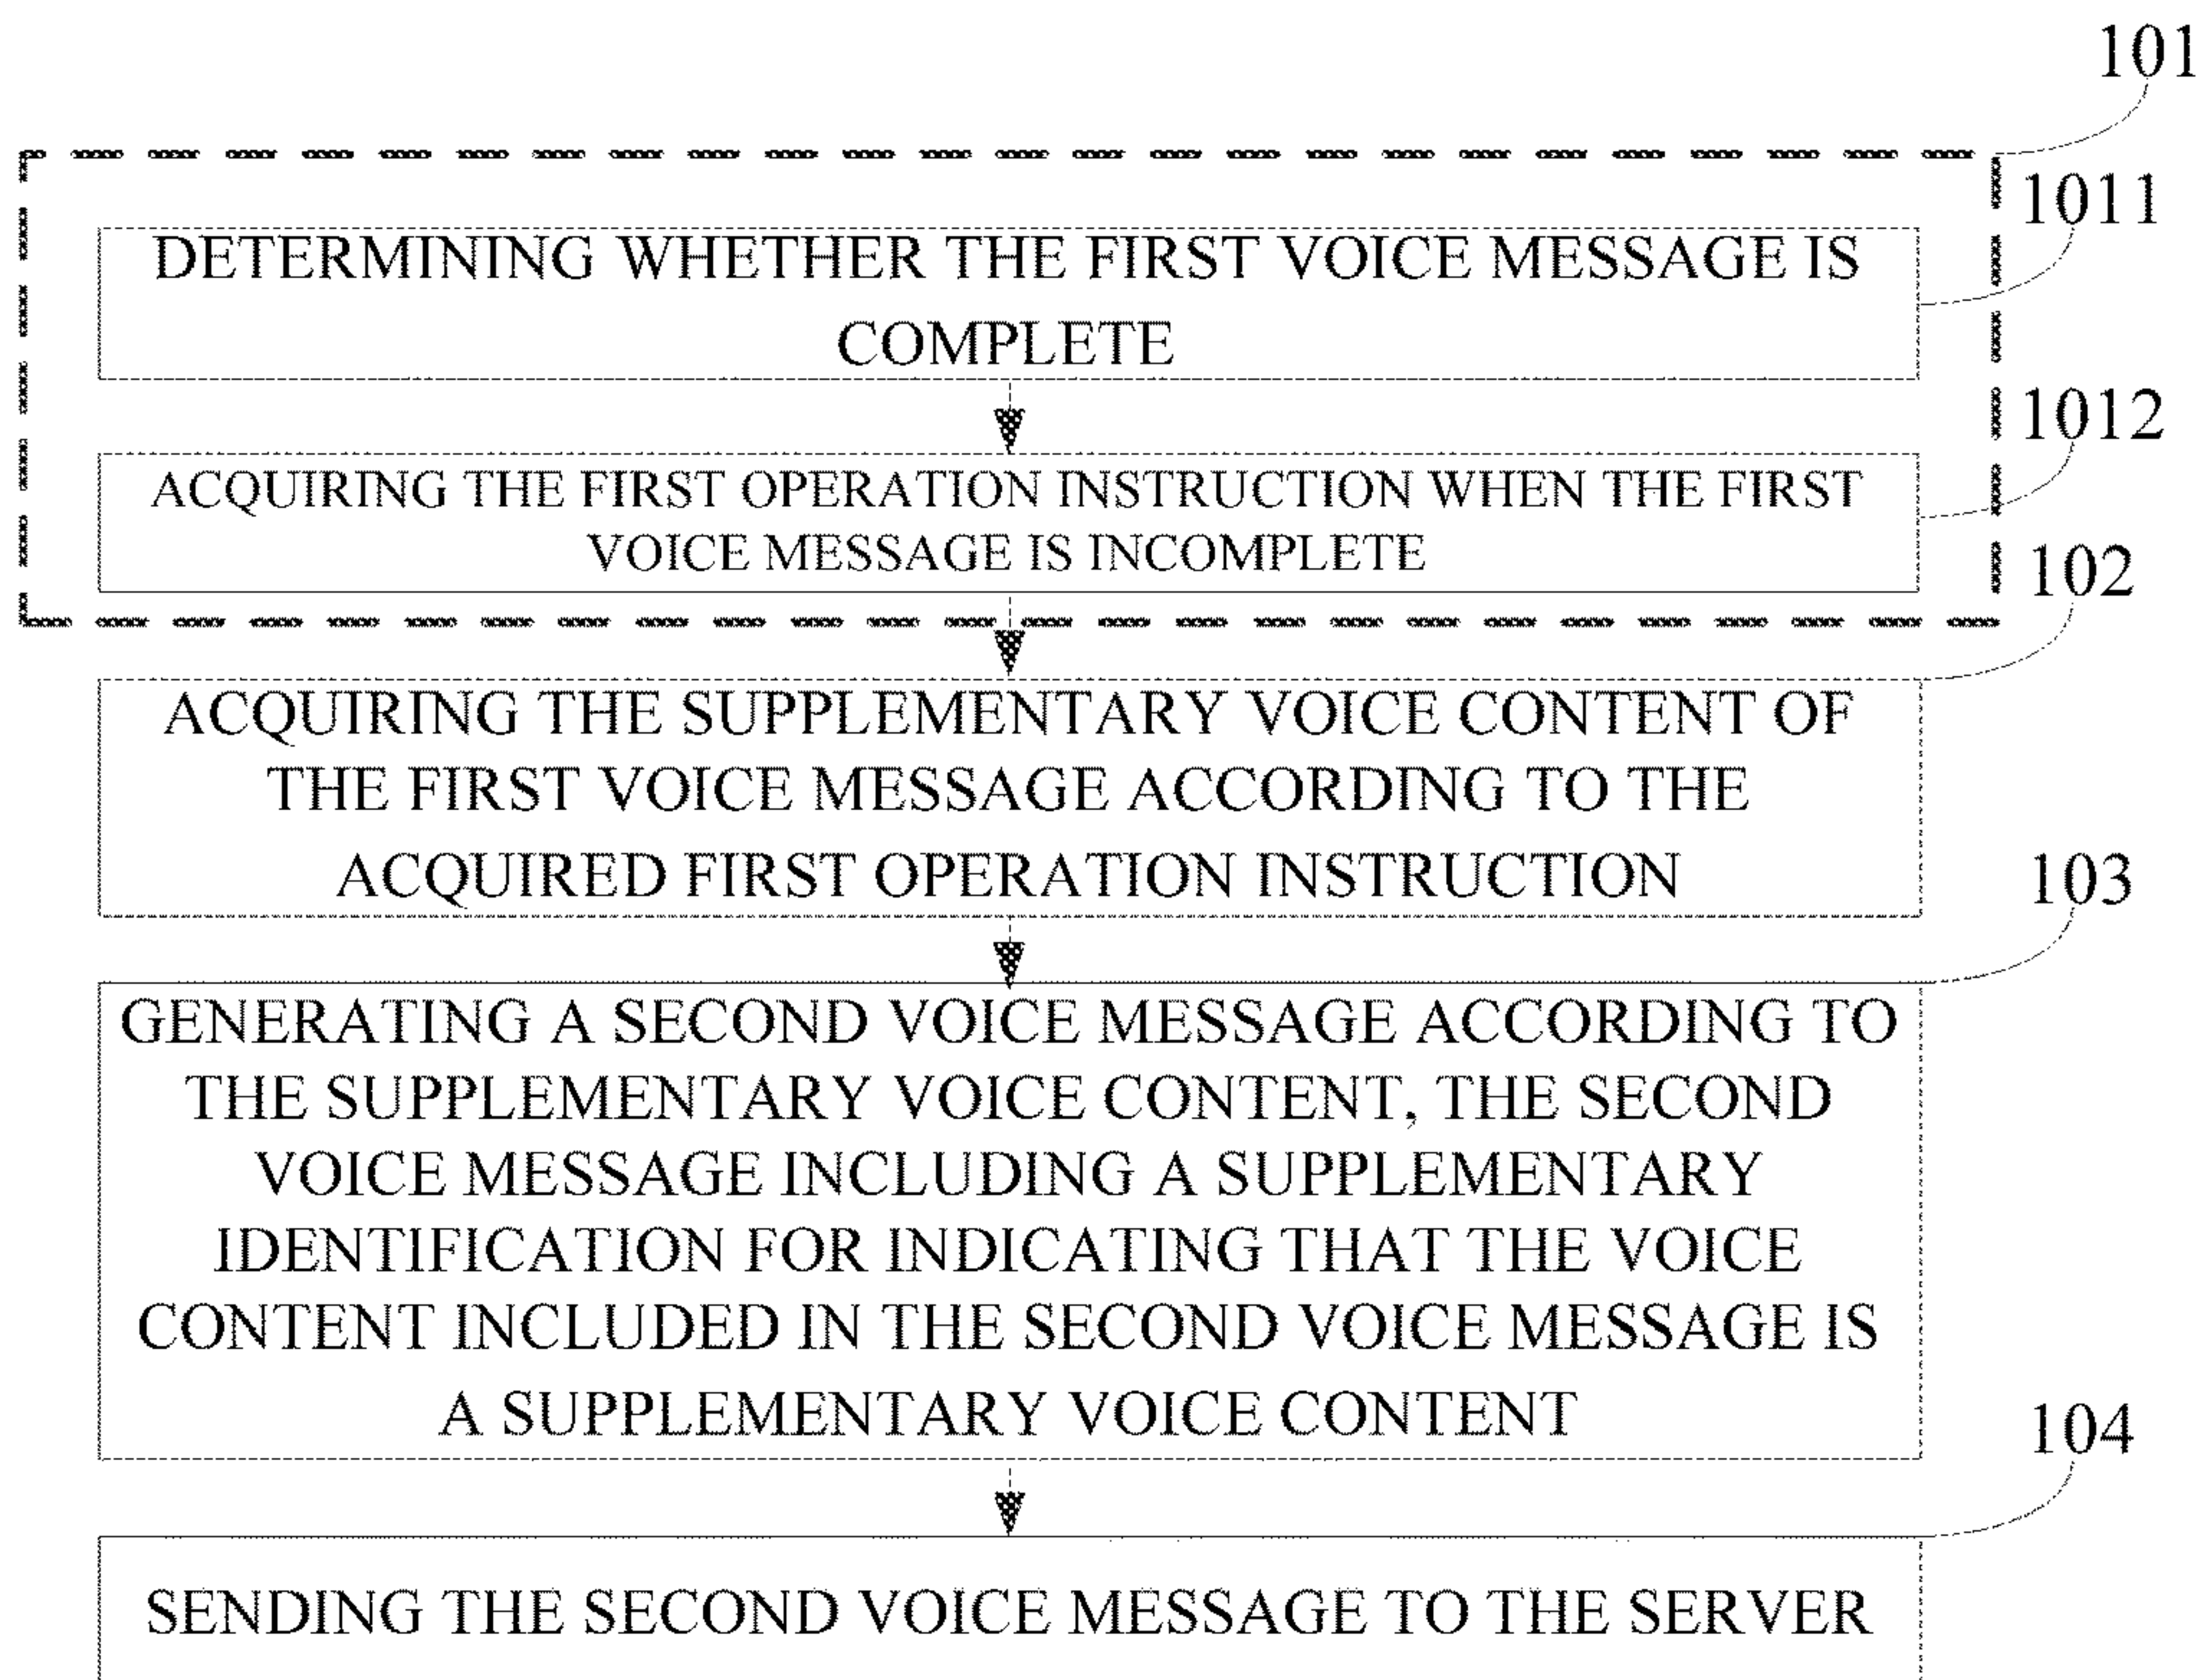 101
1011
DETERMINING WHETHER THE FIRST VOICE MESSAGE IS
COMPLETE
1012
ACQUIRING THE FIRST OPERATION INSTRUCTION WHEN THE FIRST
VOICE MESSAGE IS INCOMPLETE
102
ACQUIRING THE SUPPLEMENTARY VOICE CONTENT OF
THE FIRST VOICE MESSAGE ACCORDING TO THE
ACQUIRED FIRST OPERATION INSTRUCTION
103
GENERATING A SECOND VOICE MESSAGE ACCORDING TO
THE SUPPLEMENTARY VOICE CONTENT, THE SECOND
VOICE MESSAGE INCLUDING A SUPPLEMENTARY
IDENTIFICATION FOR INDICATING THAT THE VOICE
CONTENT INCLUDED IN THE SECOND VOICE MESSAGE IS
A SUPPLEMENTARY VOICE CONTENT
104
SENDING THE SECOND VOICE MESSAGE TO THE SERVER